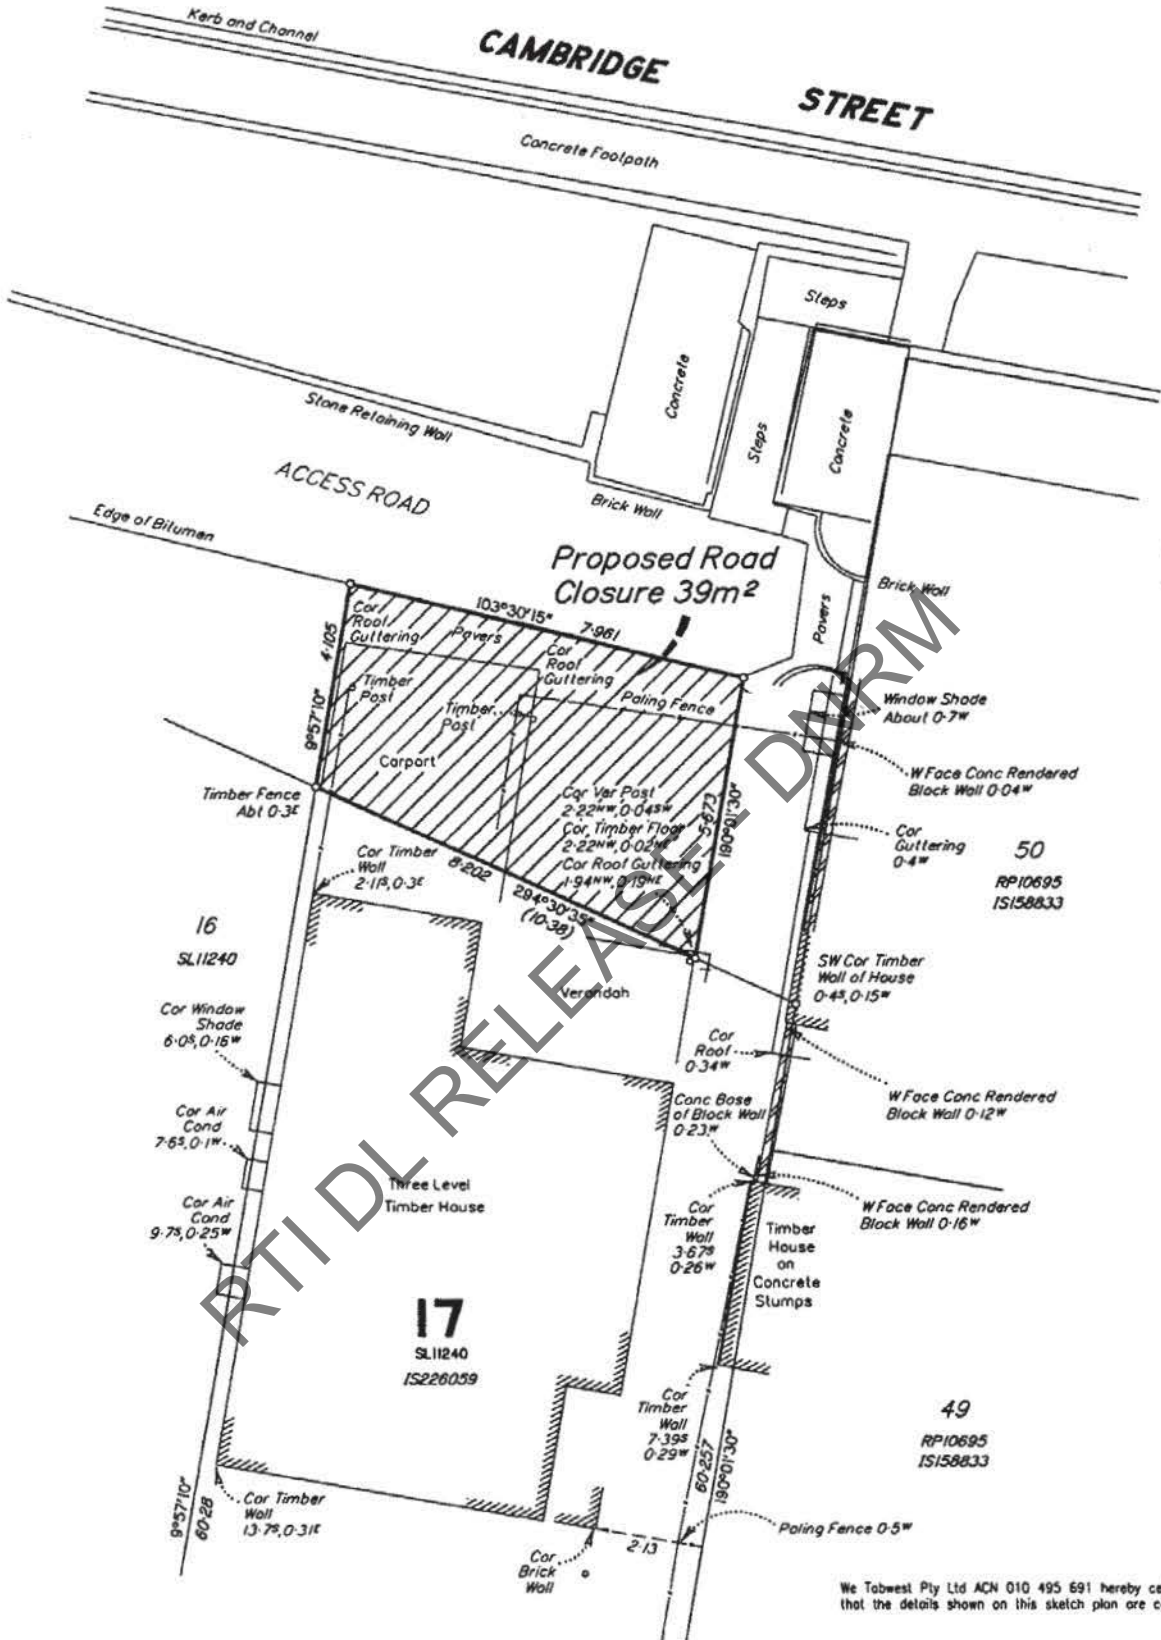 Kerb and Channel
CAMBRIDGE
STREET
Concrete Footpath
Steps
Concrete
Steps
Concrete
Stone Retaining Wall
ACCESS ROAD
Brick Wall
Edge of Bitumen
Proposed Road
Closure 39m²
Brick Wall
Pavers
103°30'15"
7·961
Cor
Roof
Guttering
Pavers
4·105
9°57'10"
Cor
Roof
Guttering
Timber
Post
Timber
Post
Paling Fence
Window Shade
About 0·7W
Carport
W Face Conc Rendered
Block Wall 0·04W
Timber Fence
Abt 0·3E
Cor Ver Post
2·22NW, 0·04SW
Cor Timber Floor
2·22NW, 0·02NE
Cor Roof Guttering
1·94NW, 0·19NE
5·673
190°01'30"
Cor
Guttering
0·4W
50
RP10695
IS158833
Cor Timber
Wall
2·11S, 0·3E
8·202
294°30'35"
(10·38)
16
SL11240
SW Cor Timber
Wall of House
0·4S, 0·15W
Verandah
Cor Window
Shade
6·0S, 0·16W
Cor
Roof
0·34W
W Face Conc Rendered
Block Wall 0·12W
Conc Base
of Block Wall
0·23W
Cor Air
Cond
7·6S, 0·1W
Three Level
Timber House
Cor Air
Cond
9·7S, 0·25W
Cor
Timber
Wall
3·67S
0·26W
W Face Conc Rendered
Block Wall 0·16W
Timber
House
on
Concrete
Stumps
17
SL11240
IS226059
Cor
Timber
Wall
7·39S
0·29W
49
RP10695
IS158833
60·257
190°01'30"
9°57'10"
60·28
Cor Timber
Wall
13·7S, 0·31E
Paling Fence 0·5W
2·13
Cor
Brick
Wall
We Tabwest Pty Ltd ACN 010 495 691 hereby ce
that the details shown on this sketch plan are c
RTI DL RELEASE DNRM